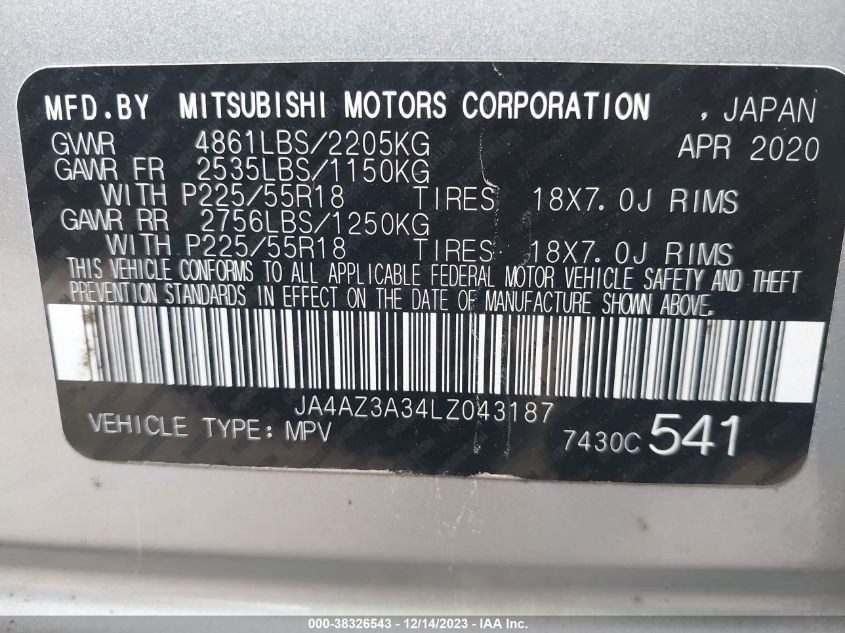 MFD.BY MITSUBISHI MOTORS CORPORATION , JAPAN
GVWR 4861LBS/2205KG APR 2020
GAWR FR 2535LBS/1150KG
WITH P225/55R18 TIRES 18X7.0J RIMS
GAWR RR 2756LBS/1250KG
WITH P225/55R18 TIRES 18X7.0J RIMS
THIS VEHICLE CONFORMS TO ALL APPLICABLE FEDERAL MOTOR VEHICLE SAFETY AND THEFT
PREVENTION STANDARDS IN EFFECT ON THE DATE OF MANUFACTURE SHOWN ABOVE.
JA4AZ3A34LZ043187
VEHICLE TYPE: MPV 7430C 541
000-38326543 - 12/14/2023 - IAA Inc.